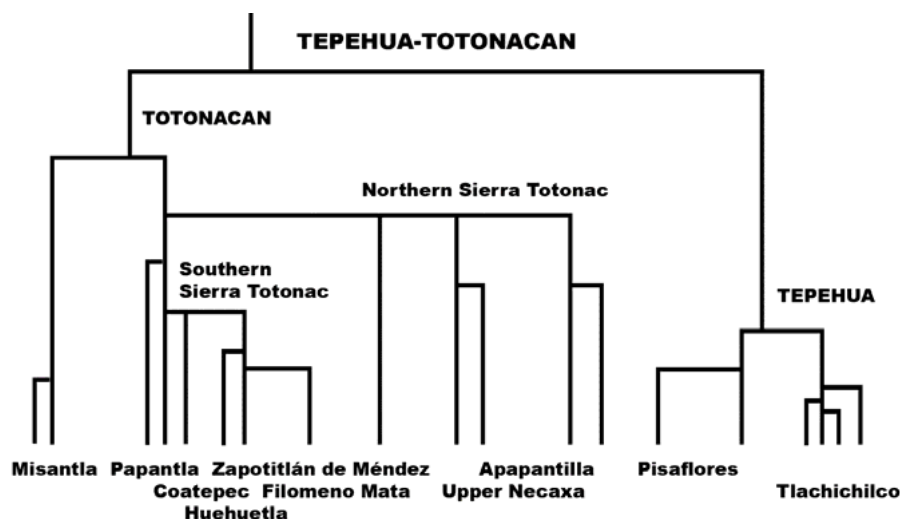 TEPEHUA-TOTONACAN
TOTONACAN
Northern Sierra Totonac
Southern
Sierra Totonac
TEPEHUA
Misantla Papantla Zapotitlán de Méndez Apapantilla Pisaflores
Coatepec Filomeno Mata Upper Necaxa Tlachichilco
Huehuetla